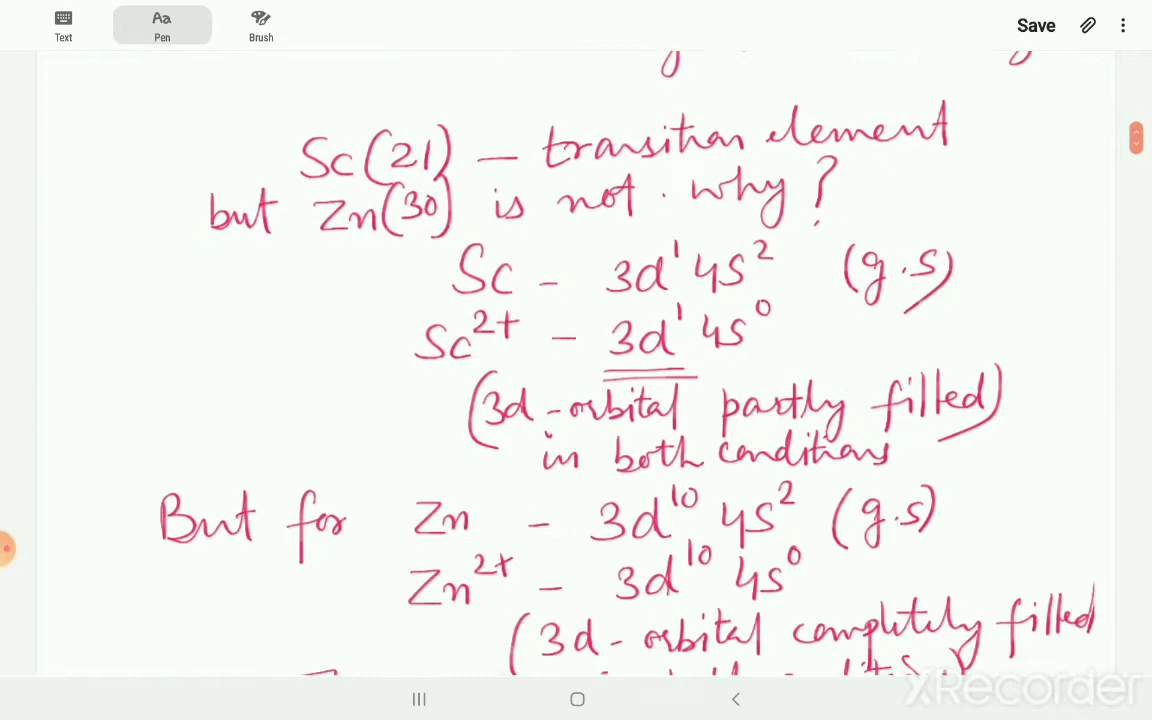 Text
Aa
Pen
Brush
Save
Sc(21) — transition element
but Zn(30) is not. why?
Sc - 3d¹ 4s² (g.s)
Sc²⁺ - 3d¹ 4s⁰
(3d-orbital partly filled)
in both conditions
But for Zn - 3d¹⁰ 4s² (g.s)
Zn²⁺ - 3d¹⁰ 4s⁰
(3d-orbital completely filled
XRecorder